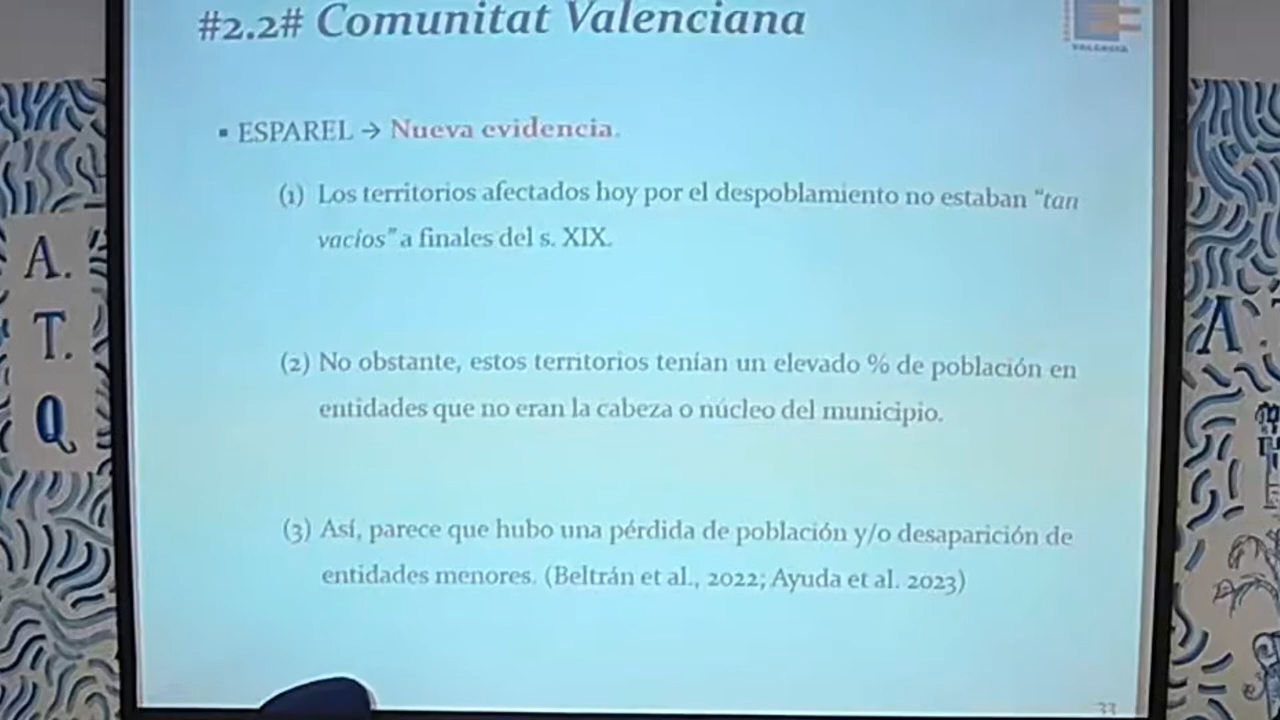 #2.2# Comunitat Valenciana
VALENCIA
▪ ESPAREL → Nueva evidencia.
(1) Los territorios afectados hoy por el despoblamiento no estaban "tan
vacíos" a finales del s. XIX.
(2) No obstante, estos territorios tenían un elevado % de población en
entidades que no eran la cabeza o núcleo del municipio.
(3) Así, parece que hubo una pérdida de población y/o desaparición de
entidades menores. (Beltrán et al., 2022; Ayuda et al. 2023)
33
A.
T.
Q
A.